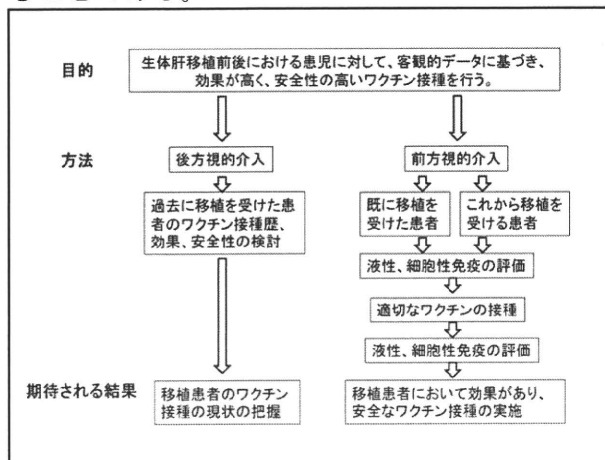 目的
生体肝移植前後における患児に対して、客観的データに基づき、
効果が高く、安全性の高いワクチン接種を行う。
方法
後方視的介入
前方視的介入
過去に移植を受けた患
者のワクチン接種歴、
効果、安全性の検討
既に移植を
受けた患者
これから移植を
受ける患者
液性、細胞性免疫の評価
適切なワクチンの接種
液性、細胞性免疫の評価
期待される結果
移植患者のワクチン
接種の現状の把握
移植患者において効果があり、
安全なワクチン接種の実施